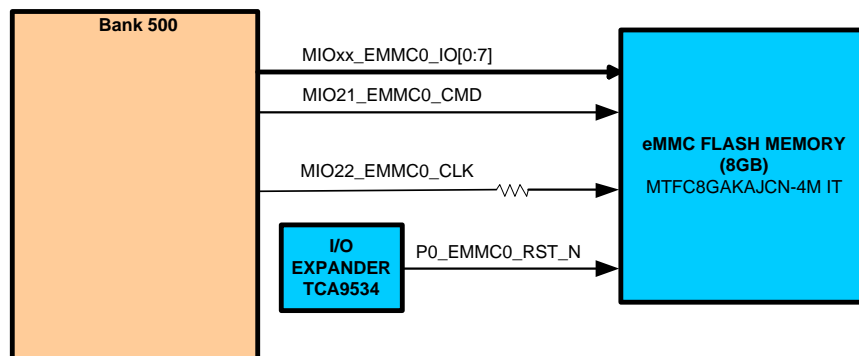 Bank 500
MIOxx_EMMC0_IO[0:7]
MIO21_EMMC0_CMD
MIO22_EMMC0_CLK
I/O
EXPANDER
TCA9534
P0_EMMC0_RST_N
eMMC FLASH MEMORY
(8GB)
MTFC8GAKAJCN-4M IT